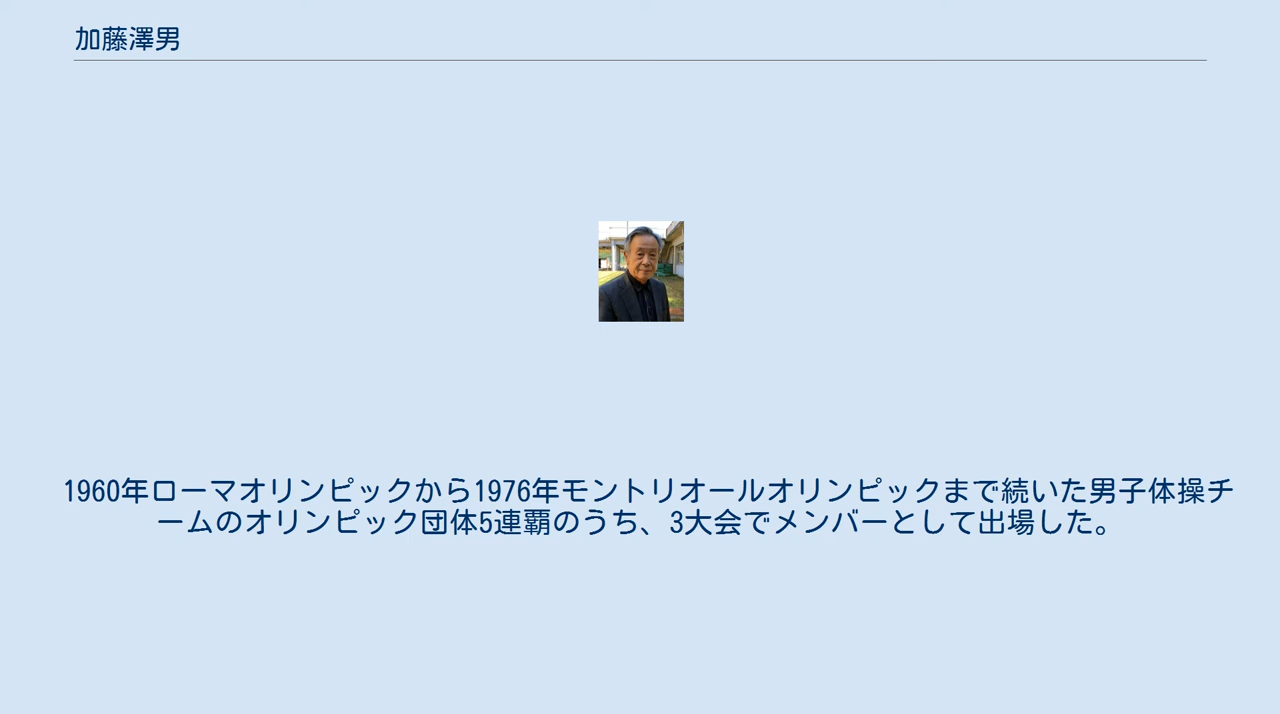 加藤澤男
1960年ローマオリンピックから1976年モントリオールオリンピックまで続いた男子体操チ
ームのオリンピック団体5連覇のうち、3大会でメンバーとして出場した。